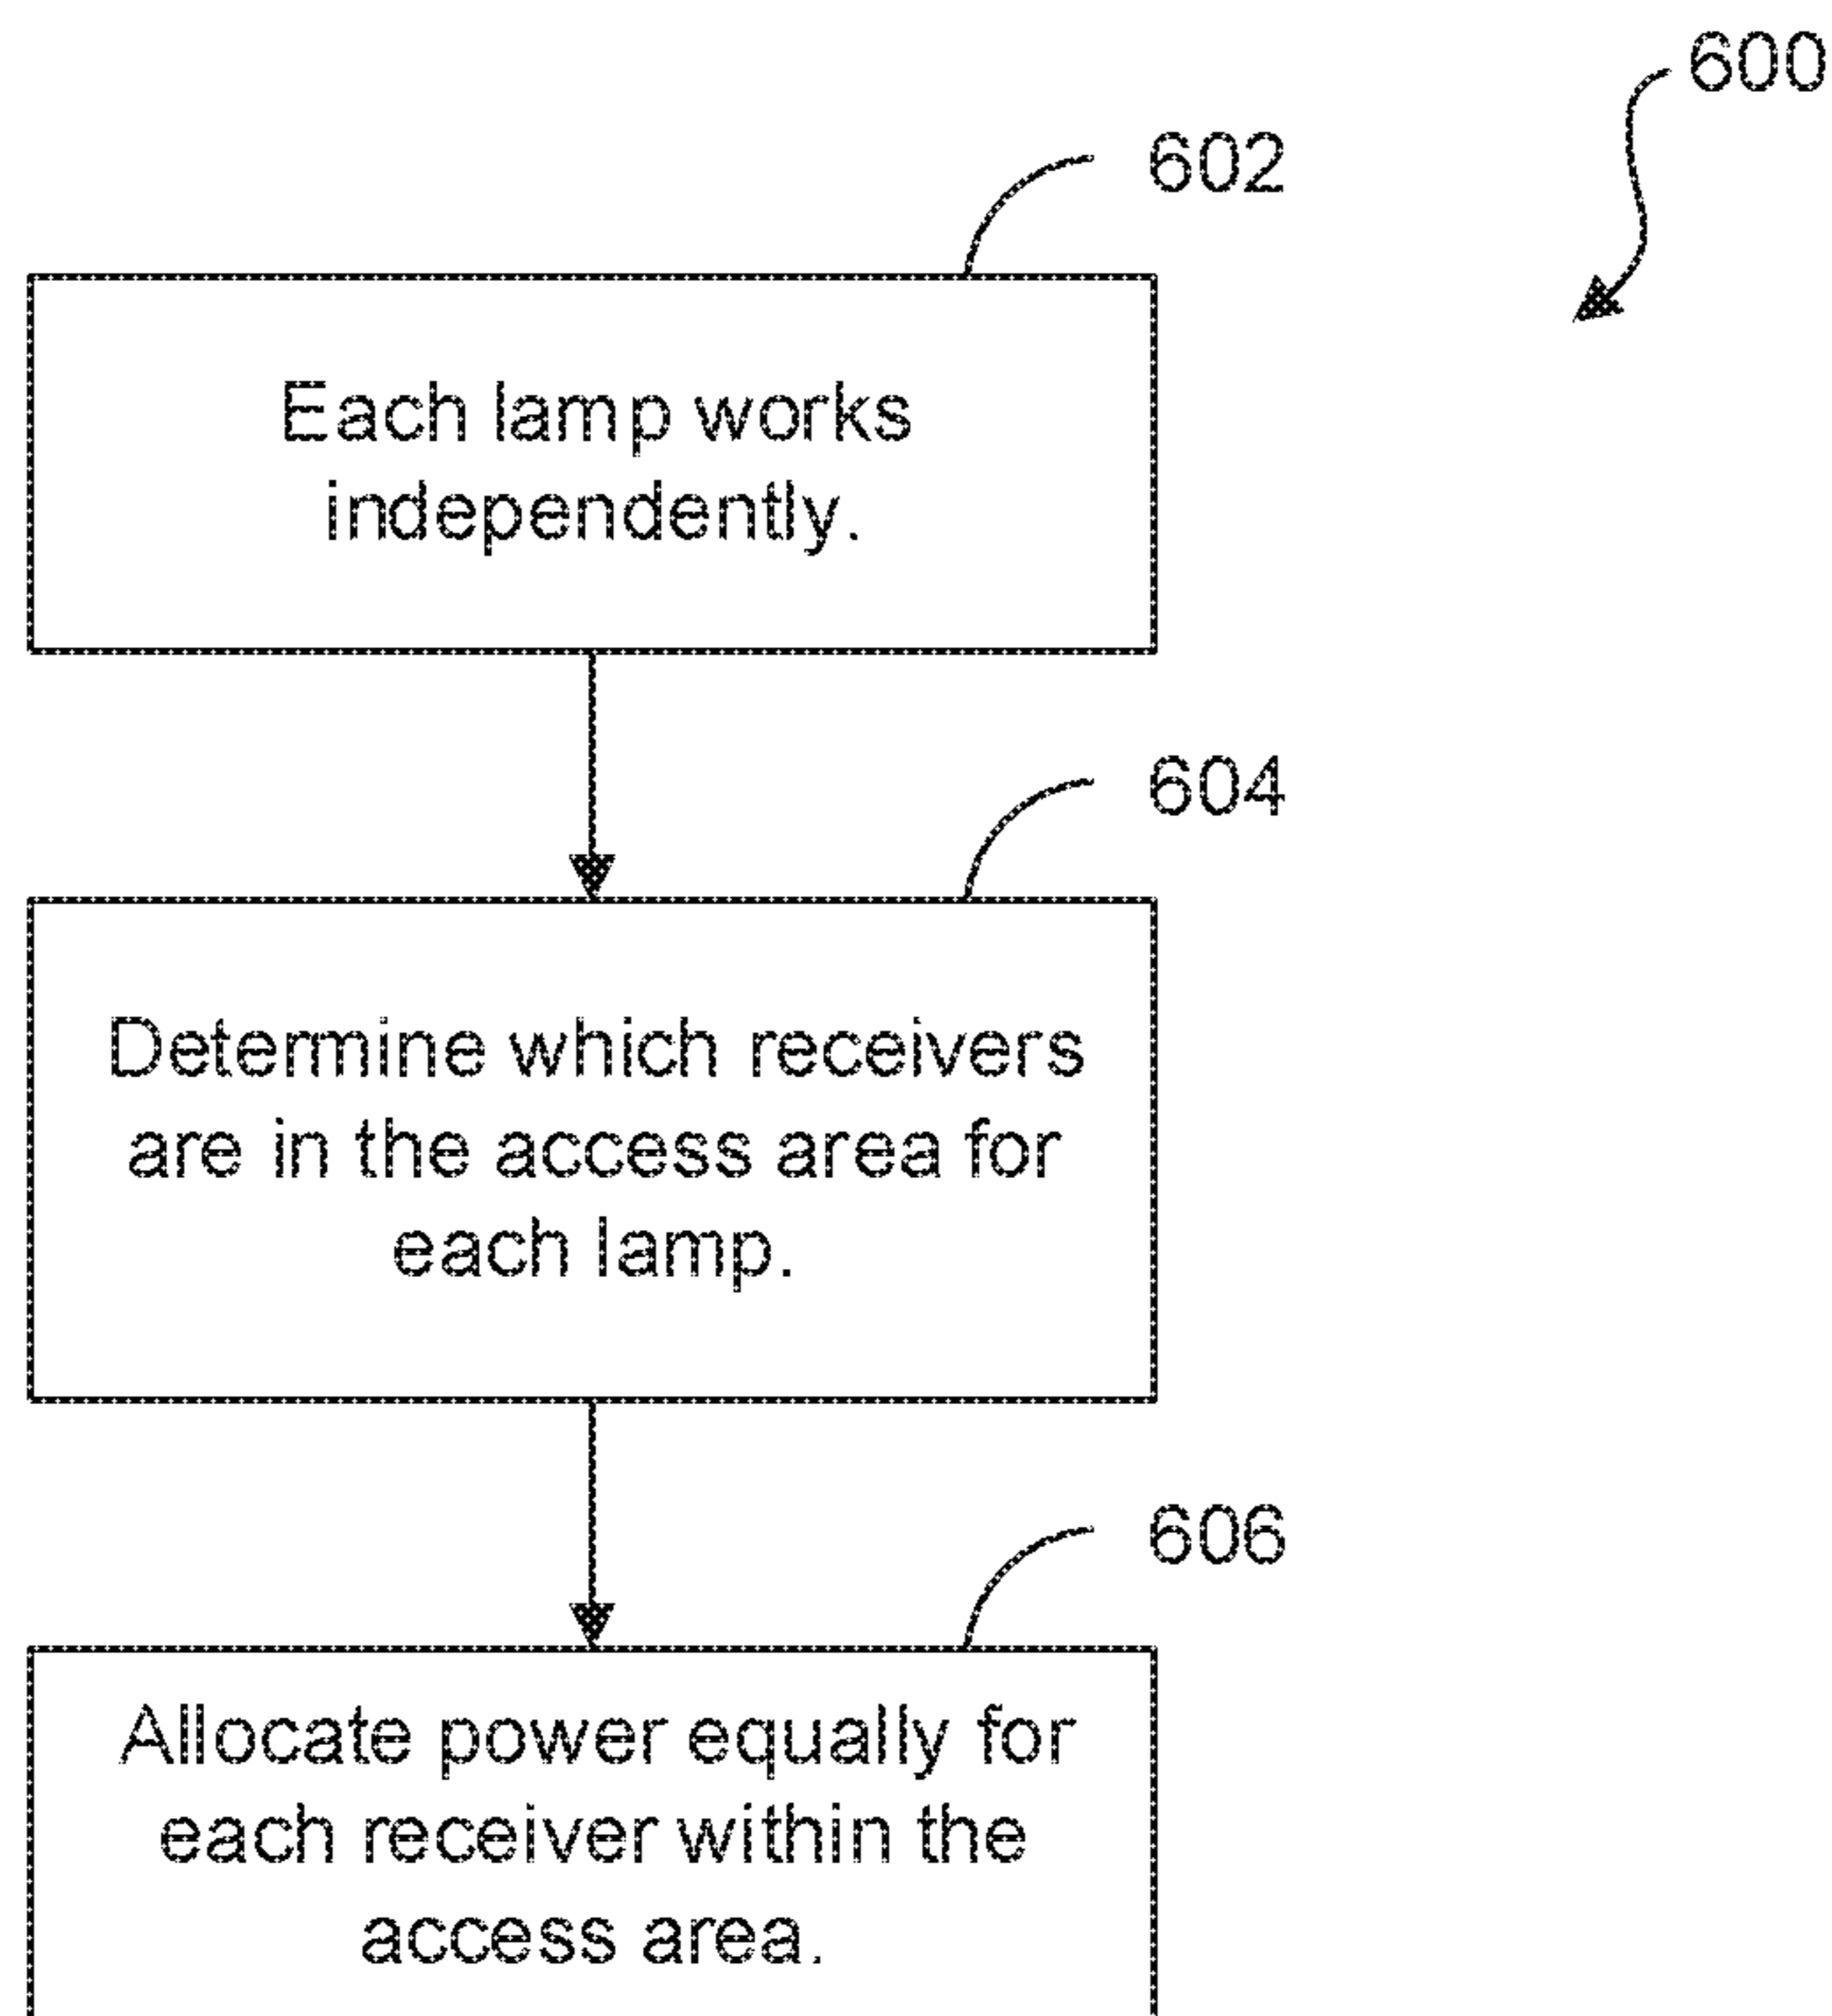 600
602
Each lamp works
independently.
604
Determine which receivers
are in the access area for
each lamp.
606
Allocate power equally for
each receiver within the
access area.